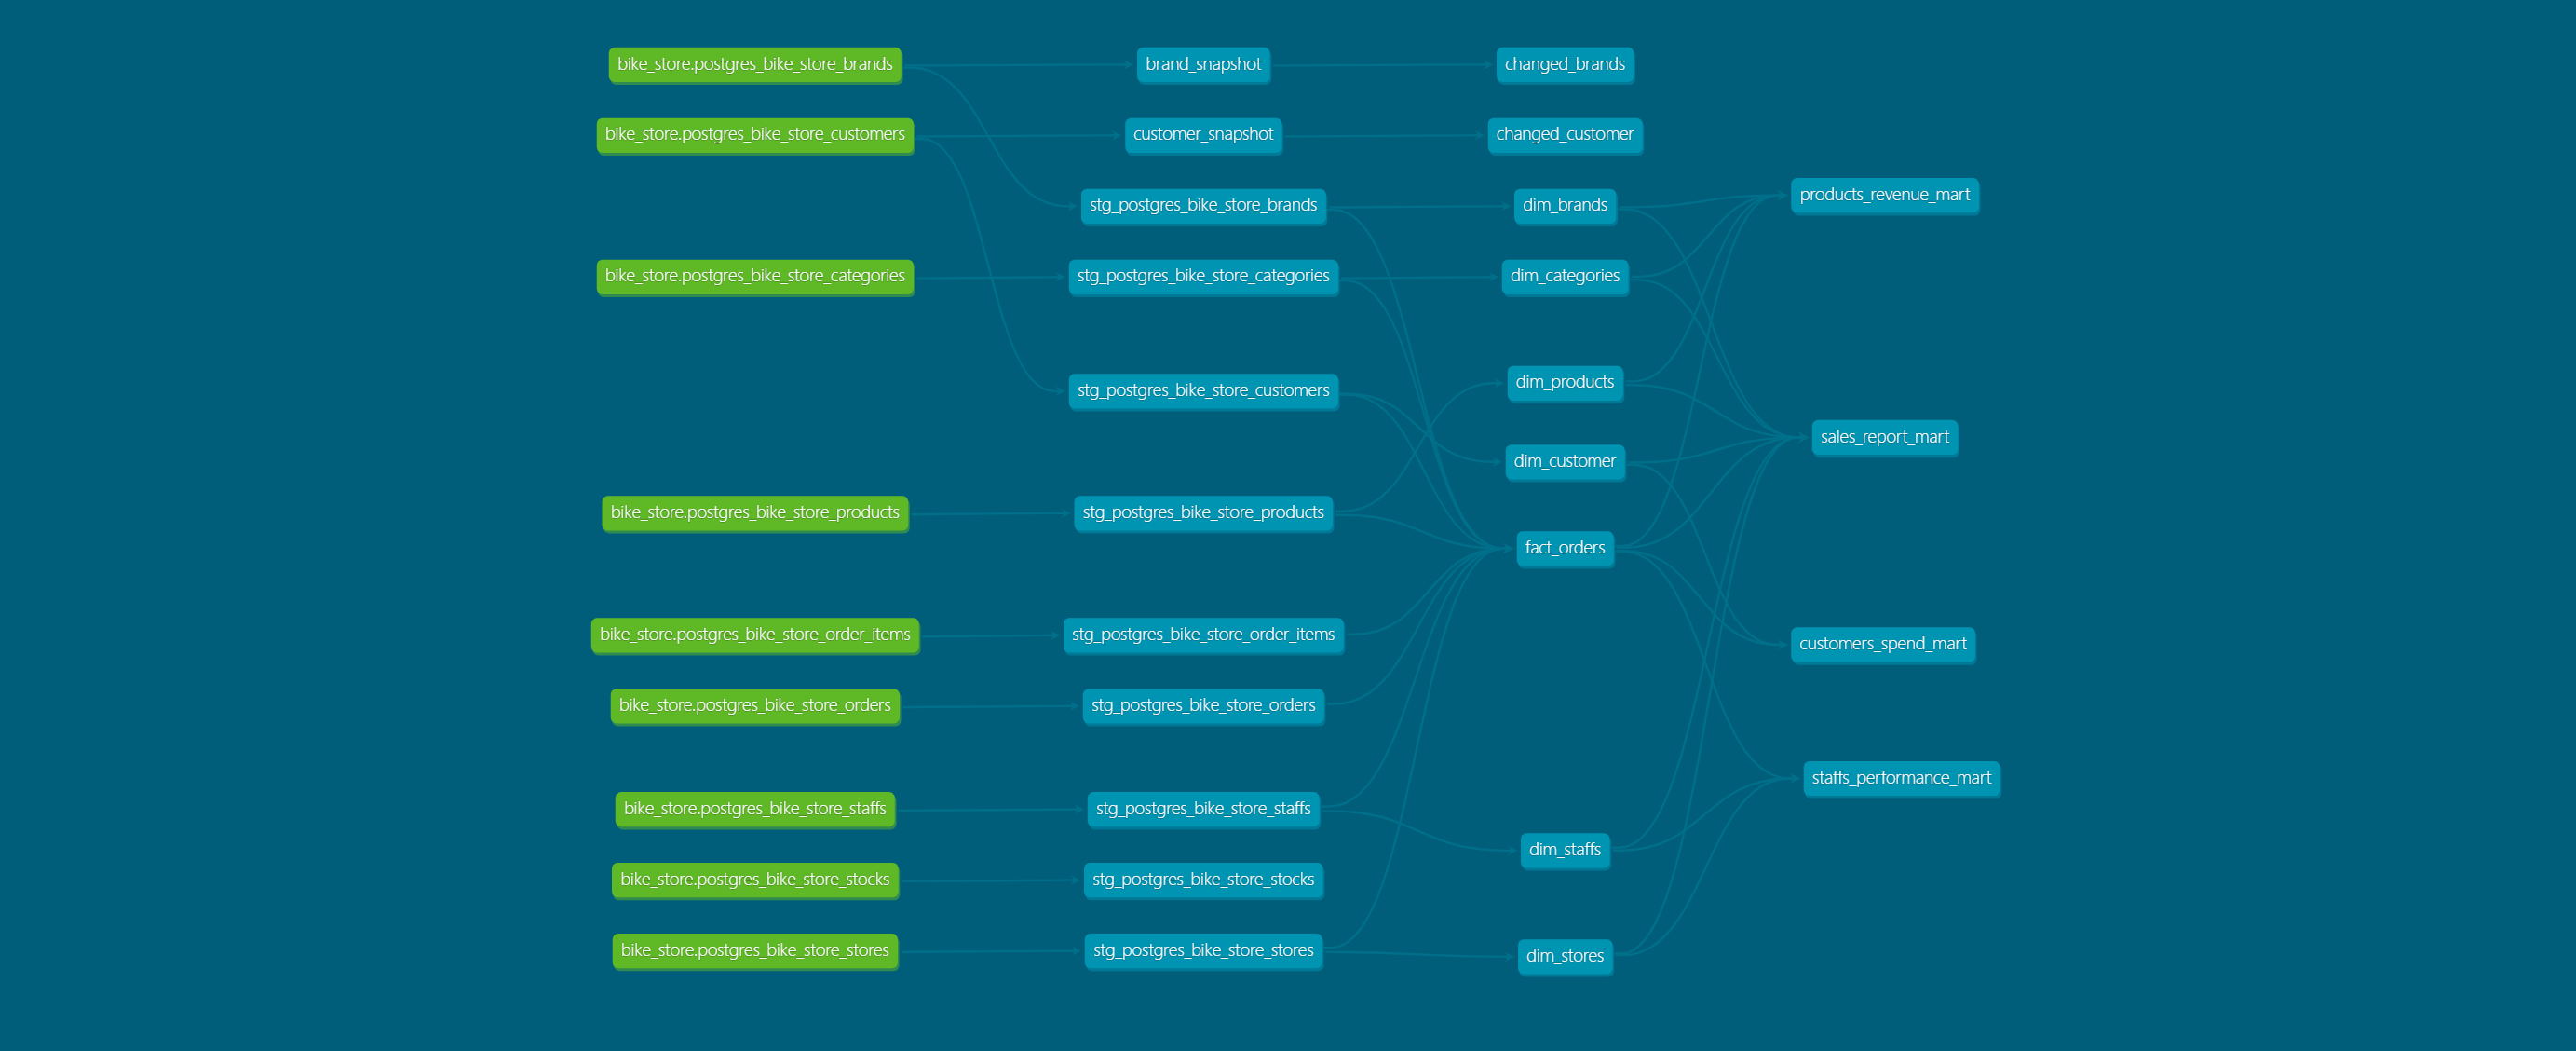 bike_store.postgres_bike_store_brands
brand_snapshot
changed_brands
bike_store.postgres_bike_store_customers
customer_snapshot
changed_customer
products_revenue_mart
stg_postgres_bike_store_brands
dim_brands
bike_store.postgres_bike_store_categories
stg_postgres_bike_store_categories
dim_categories
stg_postgres_bike_store_customers
dim_products
sales_report_mart
dim_customer
bike_store.postgres_bike_store_products
stg_postgres_bike_store_products
fact_orders
bike_store.postgres_bike_store_order_items
stg_postgres_bike_store_order_items
customers_spend_mart
bike_store.postgres_bike_store_orders
stg_postgres_bike_store_orders
staffs_performance_mart
bike_store.postgres_bike_store_staffs
stg_postgres_bike_store_staffs
dim_staffs
bike_store.postgres_bike_store_stocks
stg_postgres_bike_store_stocks
bike_store.postgres_bike_store_stores
stg_postgres_bike_store_stores
dim_stores